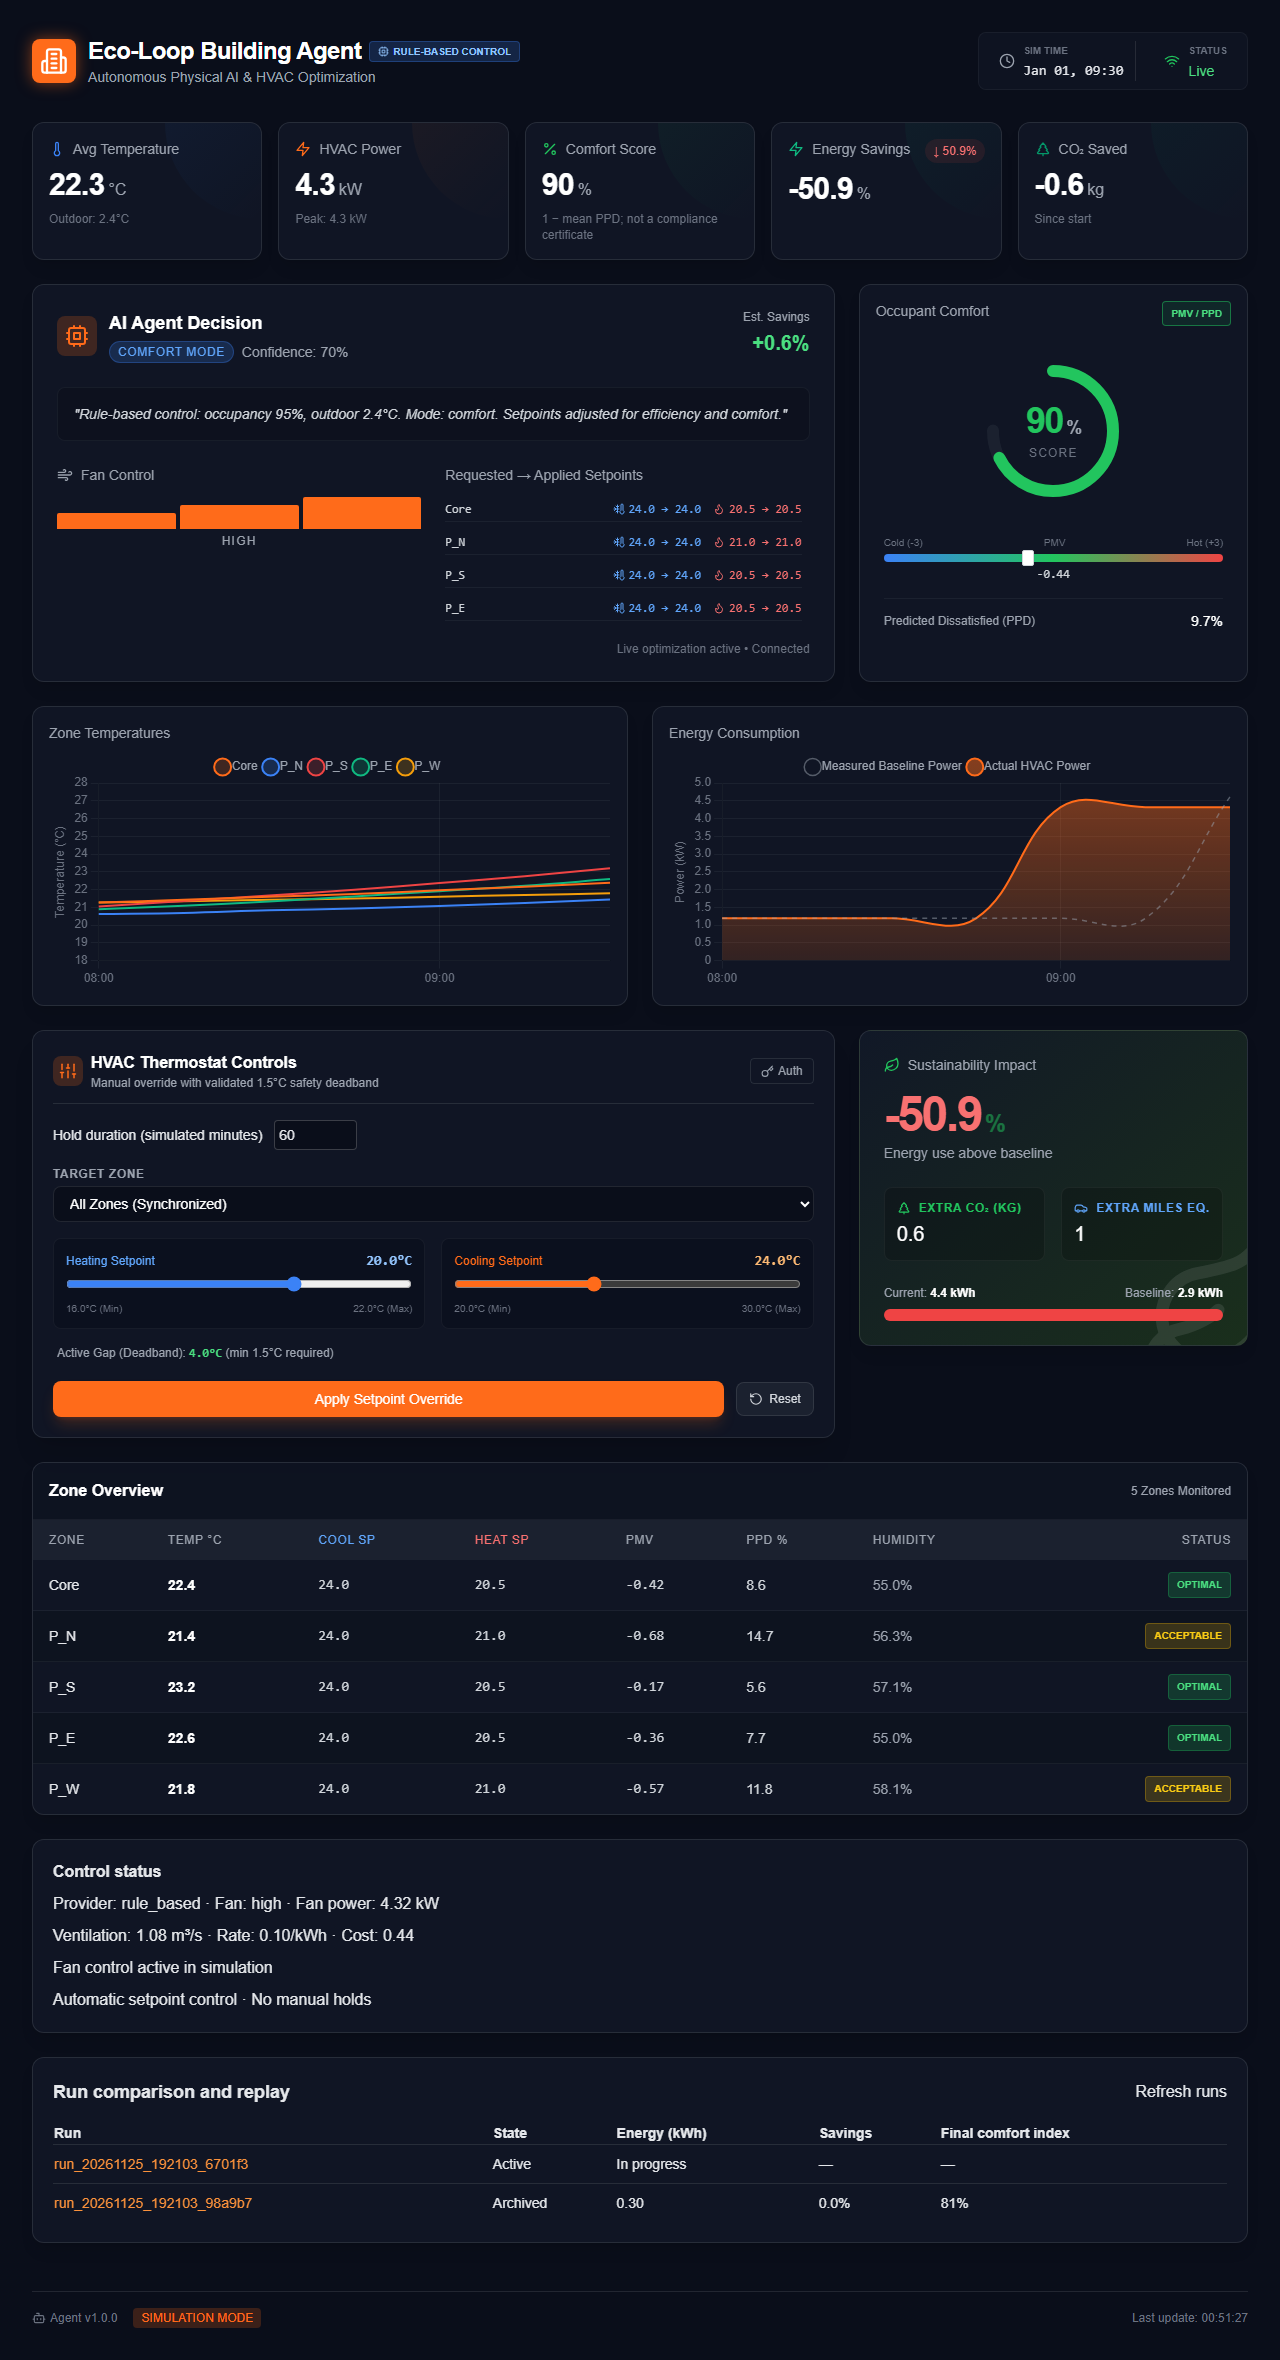 Eco-Loop Building Agent RULE-BASED CONTROL
Autonomous Physical AI & HVAC Optimization
SIM TIME
Jan 01, 09:30
STATUS
Live
Avg Temperature
22.3 °C
Outdoor: 2.4°C
HVAC Power
4.3 kW
Peak: 4.3 kW
Comfort Score
90 %
1 − mean PPD; not a compliance
certificate
Energy Savings ↓ 50.9%
-50.9 %
CO₂ Saved
-0.6 kg
Since start
AI Agent Decision
COMFORT MODE Confidence: 70%
Est. Savings
+0.6%
"Rule-based control: occupancy 95%, outdoor 2.4°C. Mode: comfort. Setpoints adjusted for efficiency and comfort."
Fan Control
HIGH
Requested → Applied Setpoints
Core 24.0 → 24.0 20.5 → 20.5
P_N 24.0 → 24.0 21.0 → 21.0
P_S 24.0 → 24.0 20.5 → 20.5
P_E 24.0 → 24.0 20.5 → 20.5
Live optimization active • Connected
Occupant Comfort PMV / PPD
90 %
SCORE
Cold (-3) PMV Hot (+3)
-0.44
Predicted Dissatisfied (PPD) 9.7%
Zone Temperatures
Core P_N P_S P_E P_W
Temperature (°C)
28
27
26
25
24
23
22
21
20
19
18
08:00 09:00
Energy Consumption
Measured Baseline Power Actual HVAC Power
Power (kW)
5.0
4.5
4.0
3.5
3.0
2.5
2.0
1.5
1.0
0.5
0
08:00 09:00
HVAC Thermostat Controls
Manual override with validated 1.5°C safety deadband
Auth
Hold duration (simulated minutes) 60
TARGET ZONE
All Zones (Synchronized)
Heating Setpoint 20.0°C
16.0°C (Min) 22.0°C (Max)
Cooling Setpoint 24.0°C
20.0°C (Min) 30.0°C (Max)
Active Gap (Deadband): 4.0°C (min 1.5°C required)
Apply Setpoint Override
Reset
Sustainability Impact
-50.9 %
Energy use above baseline
EXTRA CO₂ (KG)
0.6
EXTRA MILES EQ.
1
Current: 4.4 kWh Baseline: 2.9 kWh
Zone Overview 5 Zones Monitored
ZONE TEMP °C COOL SP HEAT SP PMV PPD % HUMIDITY STATUS
Core 22.4 24.0 20.5 -0.42 8.6 55.0% OPTIMAL
P_N 21.4 24.0 21.0 -0.68 14.7 56.3% ACCEPTABLE
P_S 23.2 24.0 20.5 -0.17 5.6 57.1% OPTIMAL
P_E 22.6 24.0 20.5 -0.36 7.7 55.0% OPTIMAL
P_W 21.8 24.0 21.0 -0.57 11.8 58.1% ACCEPTABLE
Control status
Provider: rule_based · Fan: high · Fan power: 4.32 kW
Ventilation: 1.08 m³/s · Rate: 0.10/kWh · Cost: 0.44
Fan control active in simulation
Automatic setpoint control · No manual holds
Run comparison and replay Refresh runs
Run State Energy (kWh) Savings Final comfort index
run_20261125_192103_6701f3 Active In progress — —
run_20261125_192103_98a9b7 Archived 0.30 0.0% 81%
Agent v1.0.0 SIMULATION MODE
Last update: 00:51:27